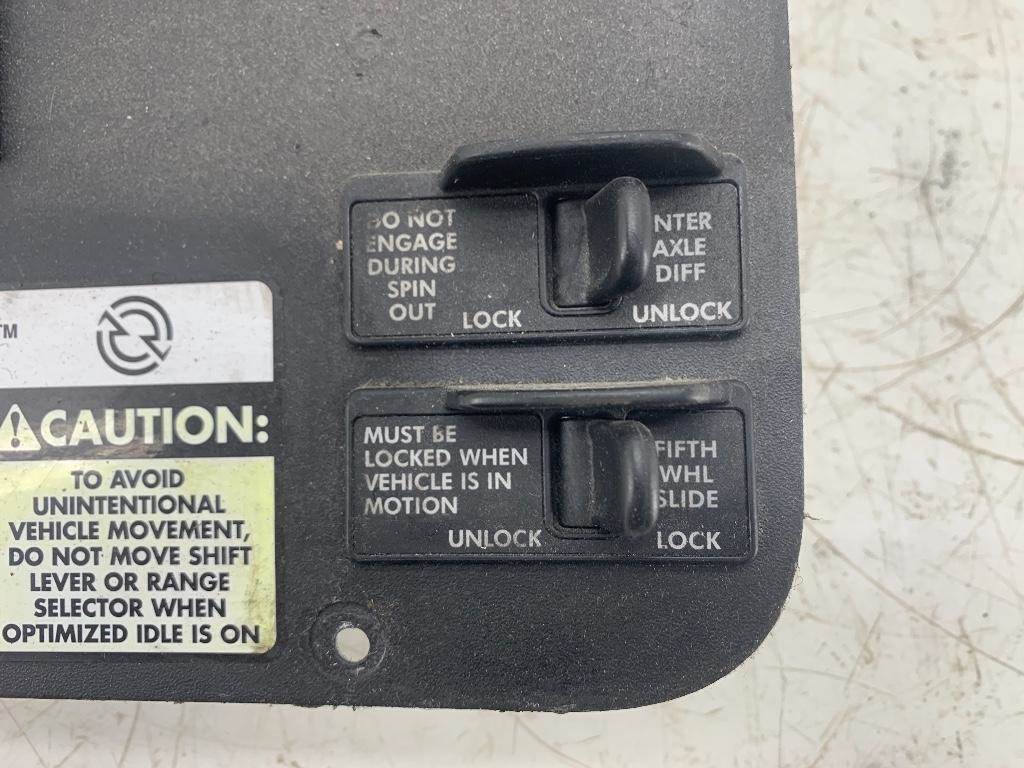 DO NOT
ENGAGE
DURING
SPIN
OUT
LOCK
NTER
AXLE
DIFF
UNLOCK
TM
CAUTION:
TO AVOID
UNINTENTIONAL
VEHICLE MOVEMENT,
DO NOT MOVE SHIFT
LEVER OR RANGE
SELECTOR WHEN
OPTIMIZED IDLE IS ON
MUST BE
LOCKED WHEN
VEHICLE IS IN
MOTION
UNLOCK
FIFTH
WHL
SLIDE
LOCK